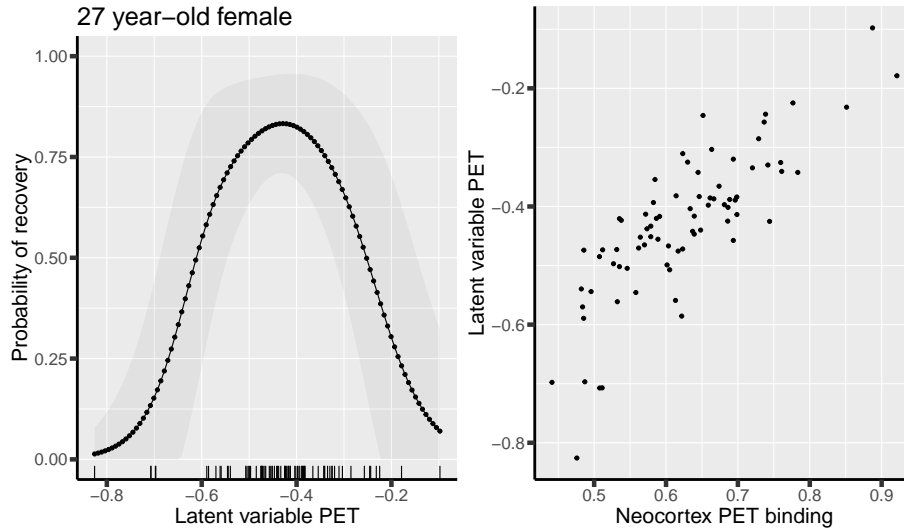 27 year−old female
1.00
0.75
0.50
0.25
0.00
Probability of recovery
−0.8 −0.6 −0.4 −0.2
Latent variable PET
−0.2
−0.4
−0.6
−0.8
Latent variable PET
0.5 0.6 0.7 0.8 0.9
Neocortex PET binding